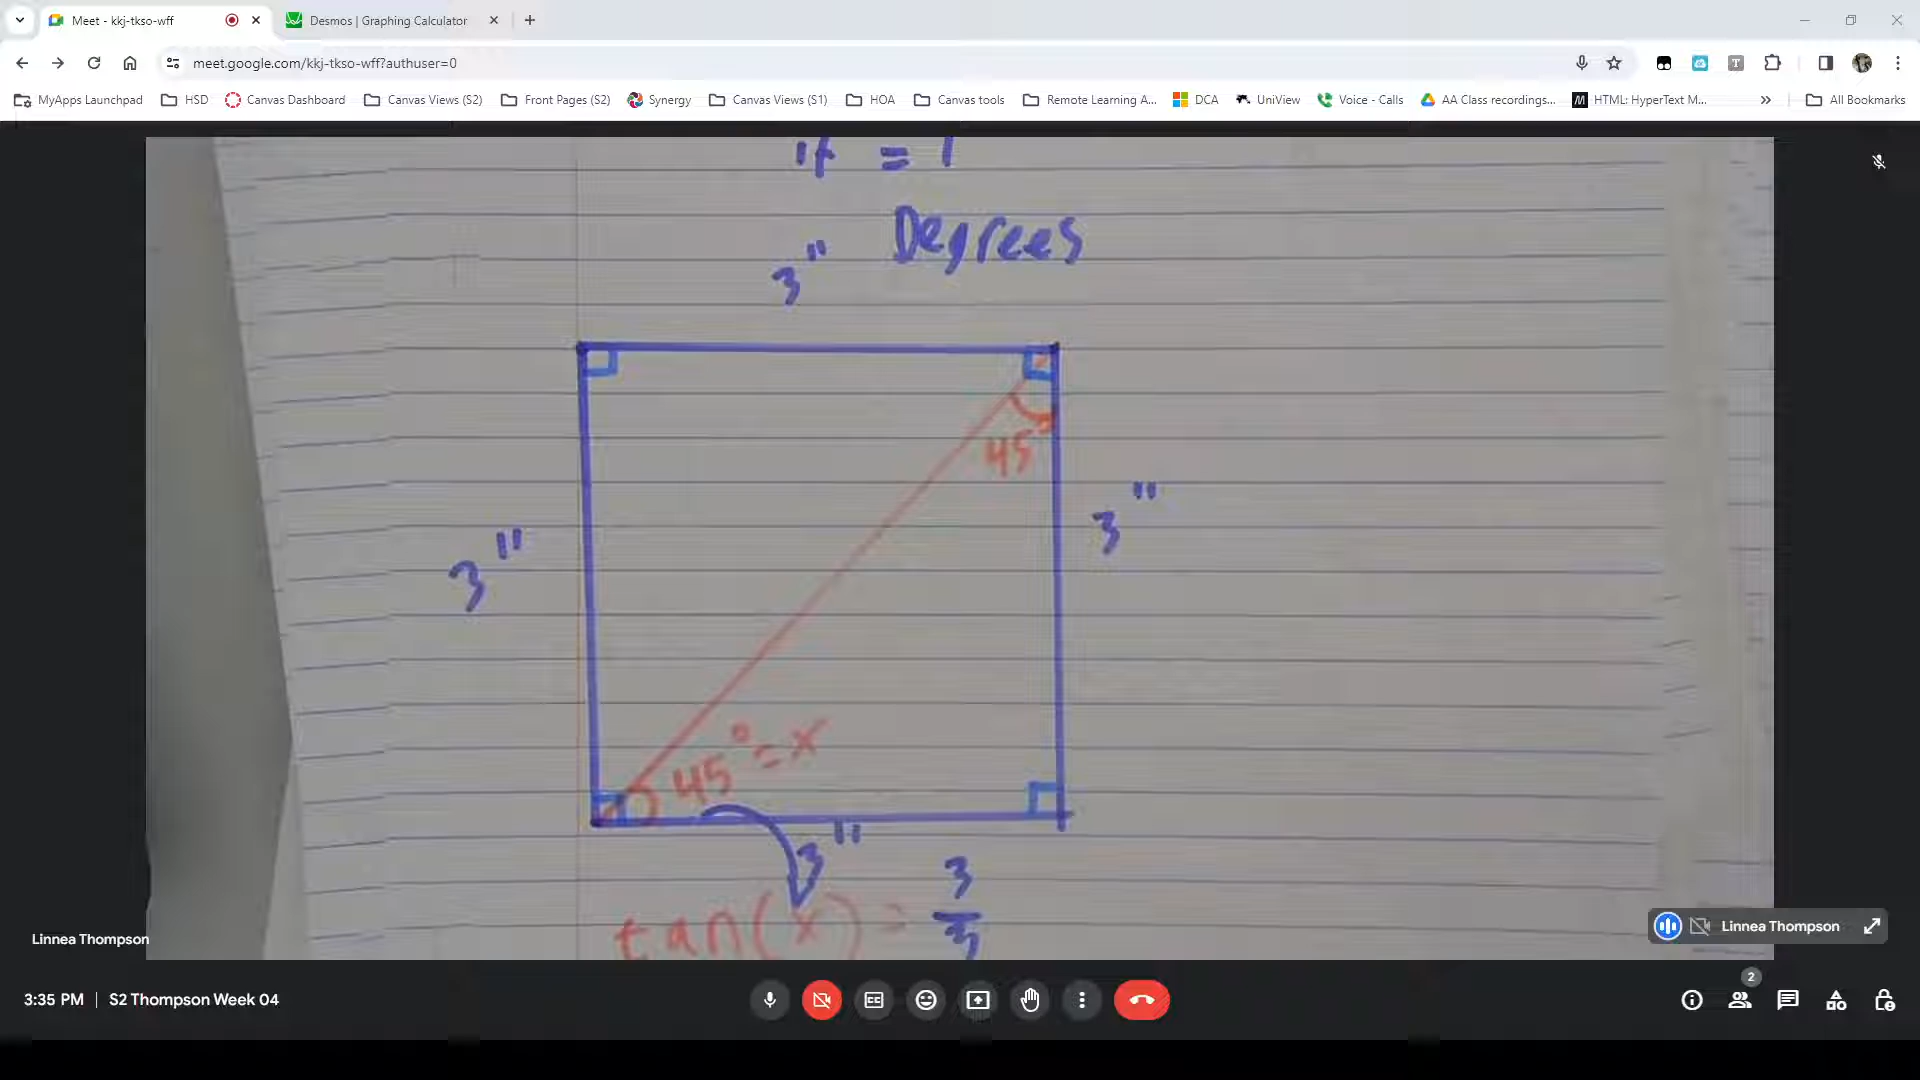 Meet - kkj-tkso-wff
Desmos | Graphing Calculator
meet.google.com/kkj-tkso-wff?authuser=0
MyApps Launchpad HSD Canvas Dashboard Canvas Views (S2) Front Pages (S2) Synergy Canvas Views (S1) HOA Canvas tools Remote Learning A... DCA UniView Voice - Calls AA Class recordings... HTML: HyperText M... » All Bookmarks
= 1
Degrees
3"
45°
3"
3"
45° = x
3"
tan(x) = 3/3
Linnea Thompson
Linnea Thompson
2
3:35 PM | S2 Thompson Week 04